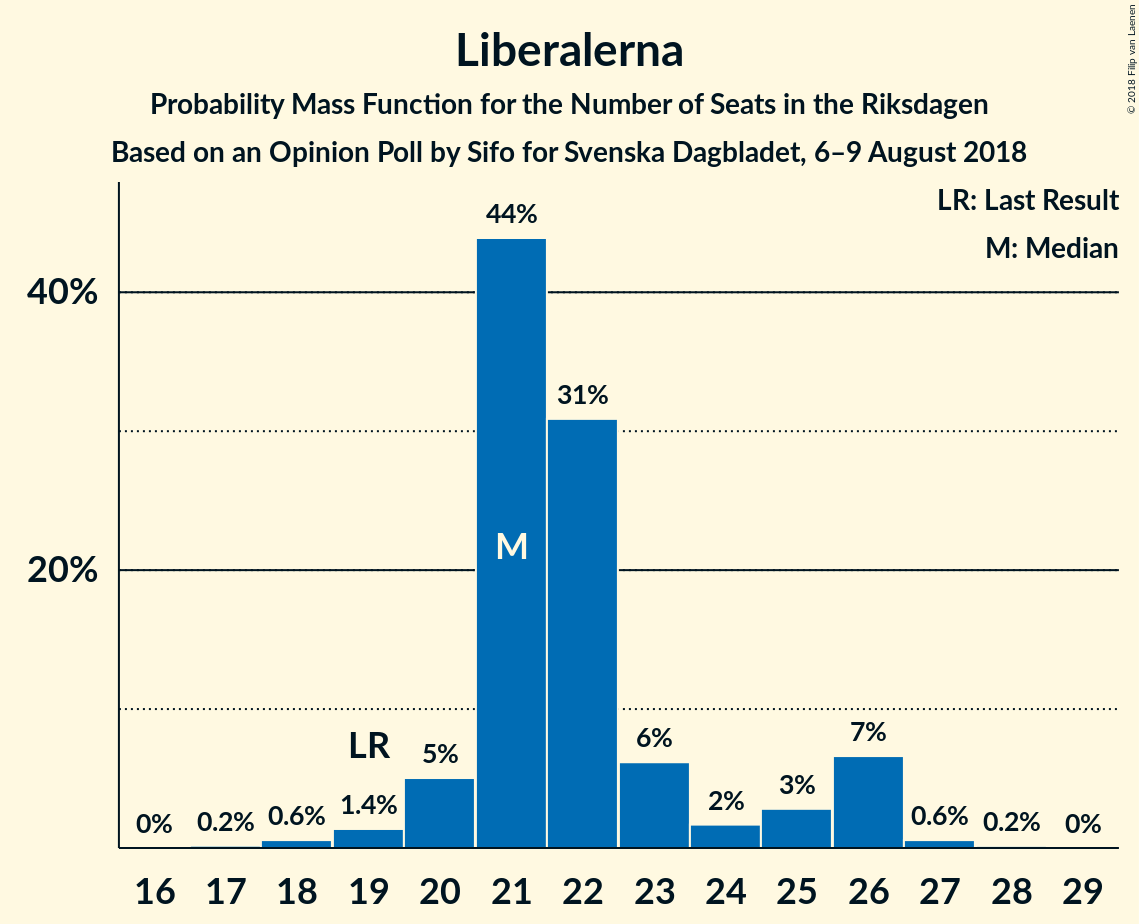 Liberalerna
Probability Mass Function for the Number of Seats in the Riksdagen
Based on an Opinion Poll by Sifo for Svenska Dagbladet, 6–9 August 2018
© 2018 Filip van Laenen
LR: Last Result
M: Median
40%
20%
0%
0.2%
0.6%
1.4%
LR
5%
44%
M
31%
6%
2%
3%
7%
0.6%
0.2%
0%
16 17 18 19 20 21 22 23 24 25 26 27 28 29